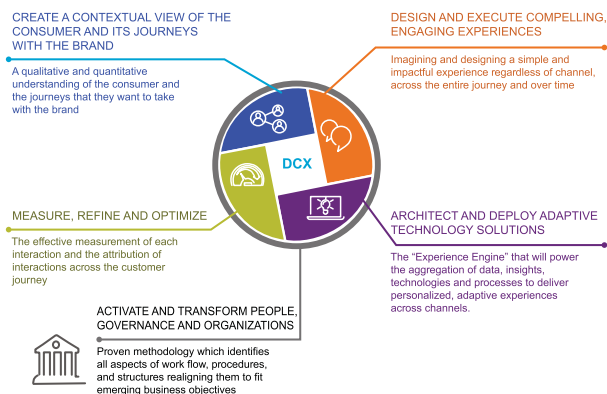 CREATE A CONTEXTUAL VIEW OF THE
CONSUMER AND ITS JOURNEYS
WITH THE BRAND
A qualitative and quantitative
understanding of the consumer and
the journeys that they want to take
with the brand
DESIGN AND EXECUTE COMPELLING,
ENGAGING EXPERIENCES
Imagining and designing a simple and
impactful experience regardless of channel,
across the entire journey and over time
DCX
MEASURE, REFINE AND OPTIMIZE
The effective measurement of each
interaction and the attribution of
interactions across the customer
journey
ARCHITECT AND DEPLOY ADAPTIVE
TECHNOLOGY SOLUTIONS
The “Experience Engine” that will power
the aggregation of data, insights,
technologies and processes to deliver
personalized, adaptive experiences
across channels.
ACTIVATE AND TRANSFORM PEOPLE,
GOVERNANCE AND ORGANIZATIONS
Proven methodology which identifies
all aspects of work flow, procedures,
and structures realigning them to fit
emerging business objectives